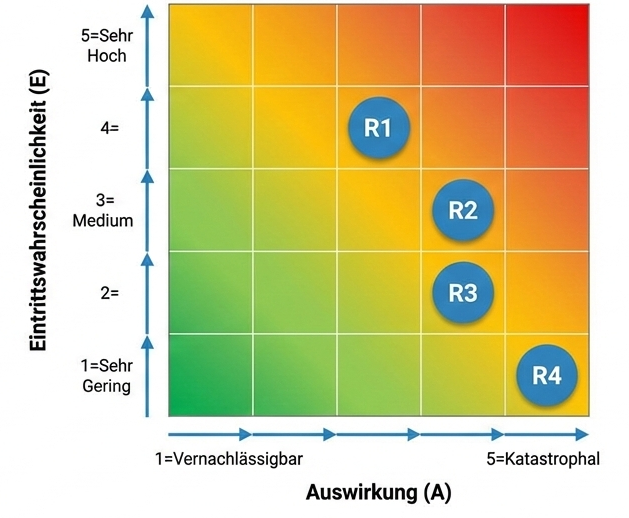 Eintrittswahrscheinlichkeit (E)
5=Sehr
Hoch
4=
3=
Medium
2=
1=Sehr
Gering
R1
R2
R3
R4
1=Vernachlässigbar
5=Katastrophal
Auswirkung (A)